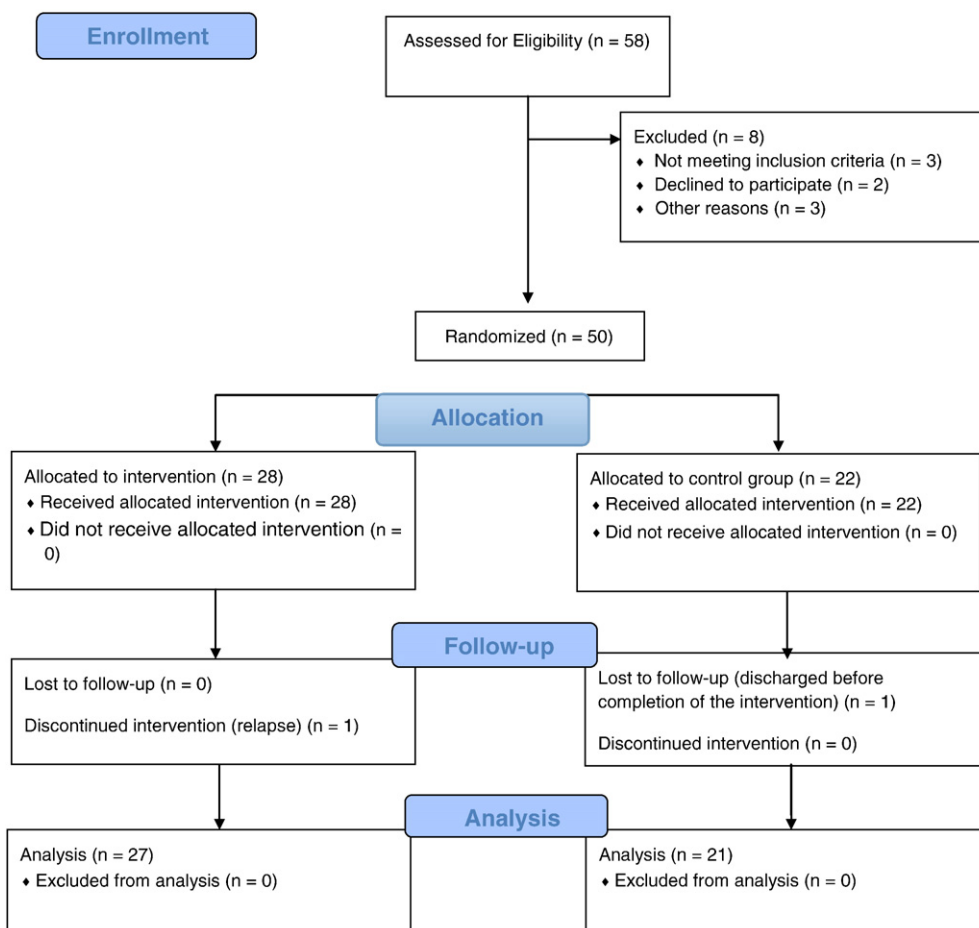 Enrollment
Assessed for Eligibility (n = 58)
Excluded (n = 8)
♦ Not meeting inclusion criteria (n = 3)
♦ Declined to participate (n = 2)
♦ Other reasons (n = 3)
Randomized (n = 50)
Allocation
Allocated to intervention (n = 28)
♦ Received allocated intervention (n = 28)
♦ Did not receive allocated intervention (n =
0)
Allocated to control group (n = 22)
♦ Received allocated intervention (n = 22)
♦ Did not receive allocated intervention (n = 0)
Follow-up
Lost to follow-up (n = 0)
Discontinued intervention (relapse) (n = 1)
Lost to follow-up (discharged before
completion of the intervention) (n = 1)
Discontinued intervention (n = 0)
Analysis
Analysis (n = 27)
♦ Excluded from analysis (n = 0)
Analysis (n = 21)
♦ Excluded from analysis (n = 0)